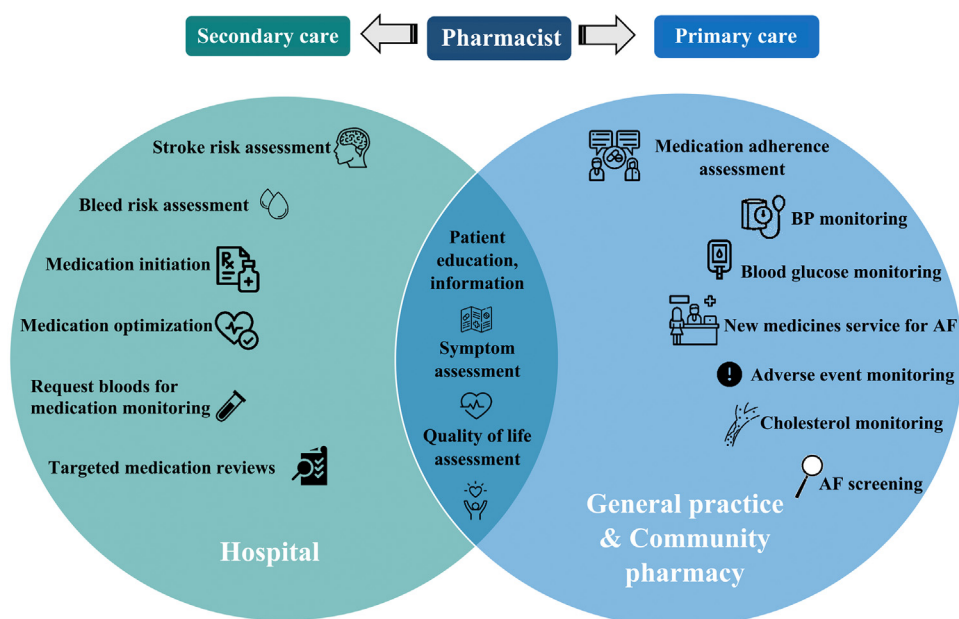 Secondary care
Pharmacist
Primary care
Stroke risk assessment
Bleed risk assessment
Medication initiation
Rx
Medication optimization
Request bloods for
medication monitoring
Targeted medication reviews
Hospital
Patient
education,
information
Symptom
assessment
Quality of life
assessment
Medication adherence
assessment
BP monitoring
Blood glucose monitoring
New medicines service for AF
Adverse event monitoring
Cholesterol monitoring
AF screening
General practice
& Community
pharmacy